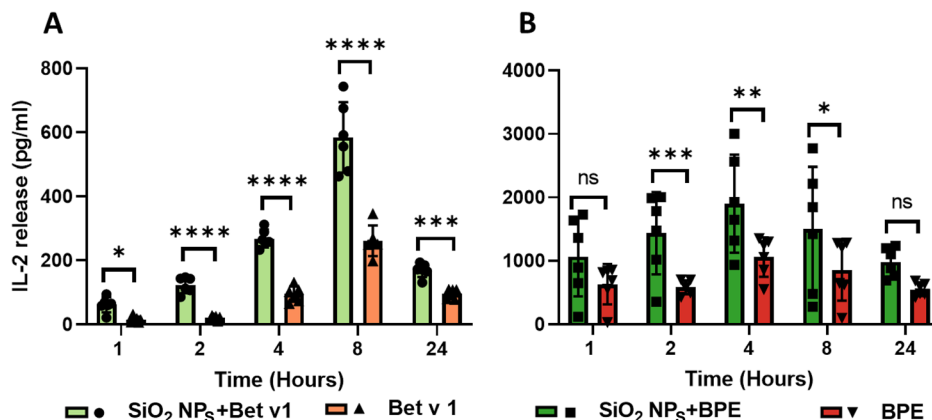 A
IL-2 release (pg/ml)
800
600
400
200
0
*
****
****
****
***
1 2 4 8 24
Time (Hours)
SiO₂ NPₛ+Bet v1 Bet v 1
B
4000
3000
2000
1000
0
ns
***
**
*
ns
1 2 4 8 24
Time (Hours)
SiO₂ NPₛ+BPE BPE